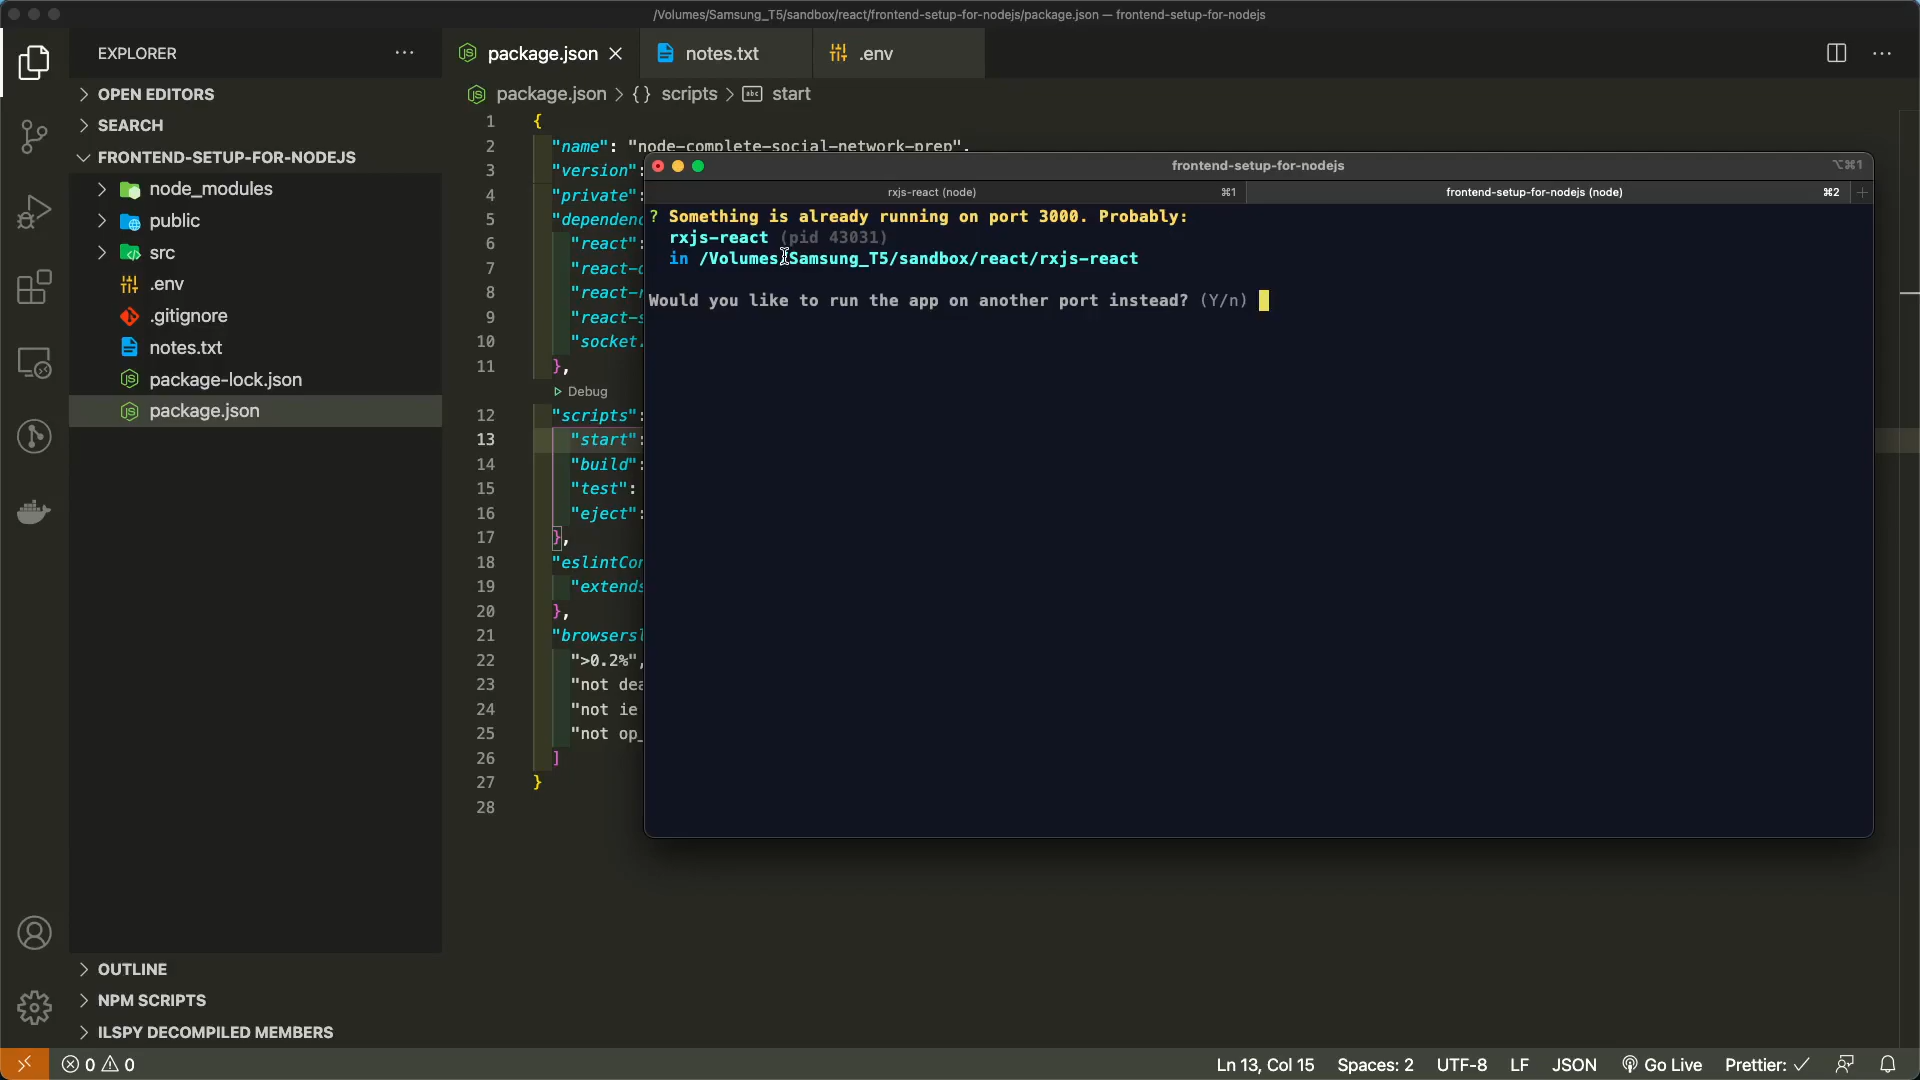 /Volumes/Samsung_T5/sandbox/react/frontend-setup-for-nodejs/package.json — frontend-setup-for-nodejs
EXPLORER
package.json
notes.txt
.env
OPEN EDITORS
SEARCH
FRONTEND-SETUP-FOR-NODEJS
node_modules
public
src
.env
.gitignore
notes.txt
package-lock.json
package.json
OUTLINE
NPM SCRIPTS
ILSPY DECOMPILED MEMBERS
package.json > {} scripts > abc start
1 {
2 "name": "node-complete-social-network-prep",
3 "version":
4 "private":
5 "dependenc
6 "react":
7 "react-
8 "react-
9 "react-s
10 "socket.
11 },
Debug
12 "scripts":
13 "start":
14 "build":
15 "test":
16 "eject":
17 },
18 "eslintCon
19 "extends
20 },
21 "browsersl
22 ">0.2%",
23 "not dea
24 "not ie
25 "not op_
26 ]
27 }
28
frontend-setup-for-nodejs
⌥⌘1
rxjs-react (node) ⌘1
frontend-setup-for-nodejs (node) ⌘2
? Something is already running on port 3000. Probably:
rxjs-react (pid 43031)
in /Volumes/Samsung_T5/sandbox/react/rxjs-react
Would you like to run the app on another port instead? (Y/n)
0 0
Ln 13, Col 15
Spaces: 2
UTF-8
LF
JSON
Go Live
Prettier: ✓